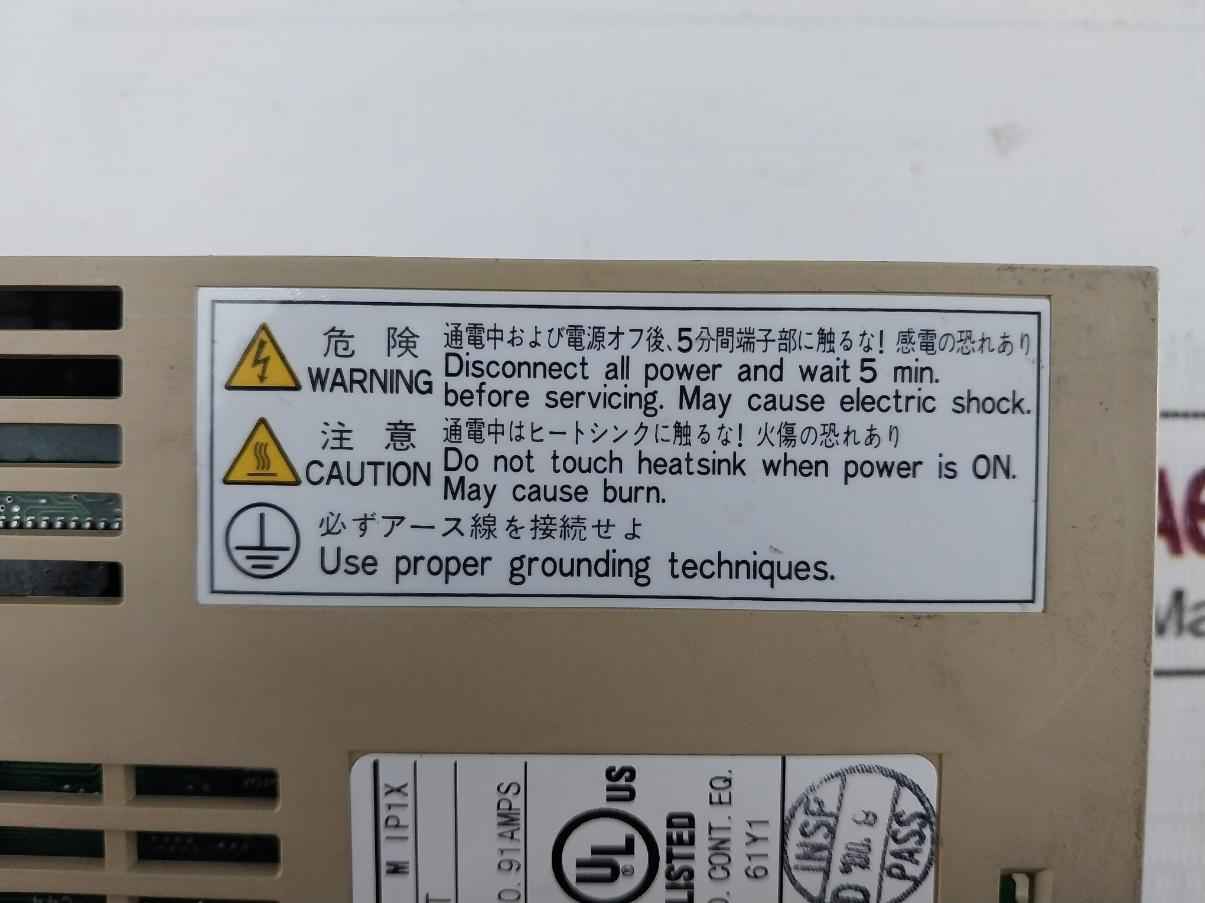 危険 通電中および電源オフ後、5分間端子部に触るな! 感電の恐れあり
WARNING Disconnect all power and wait 5 min.
before servicing. May cause electric shock.
注意 通電中はヒートシンクに触るな! 火傷の恐れあり
CAUTION Do not touch heatsink when power is ON.
May cause burn.
必ずアース線を接続せよ
Use proper grounding techniques.
M IP1X
0.91AMPS
UL US
®
LISTED
CONT. EQ.
61Y1
INSP
PASS